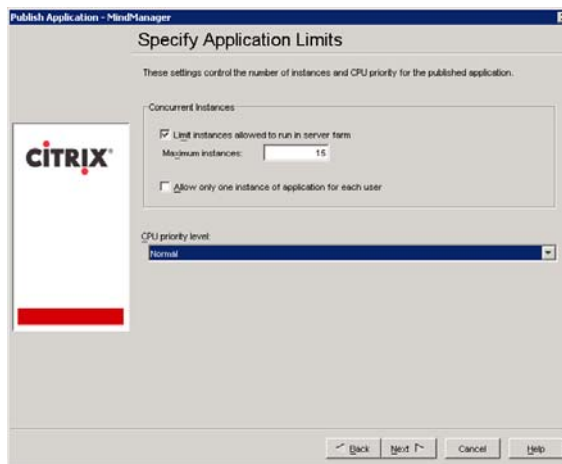 Publish Application - MindManager
Specify Application Limits
These settings control the number of instances and CPU priority for the published application.
Concurrent Instances
Limit instances allowed to run in server farm
Maximum instances: 15
CITRIX
Allow only one instance of application for each user
CPU priority level:
Normal
Back Next Cancel Help